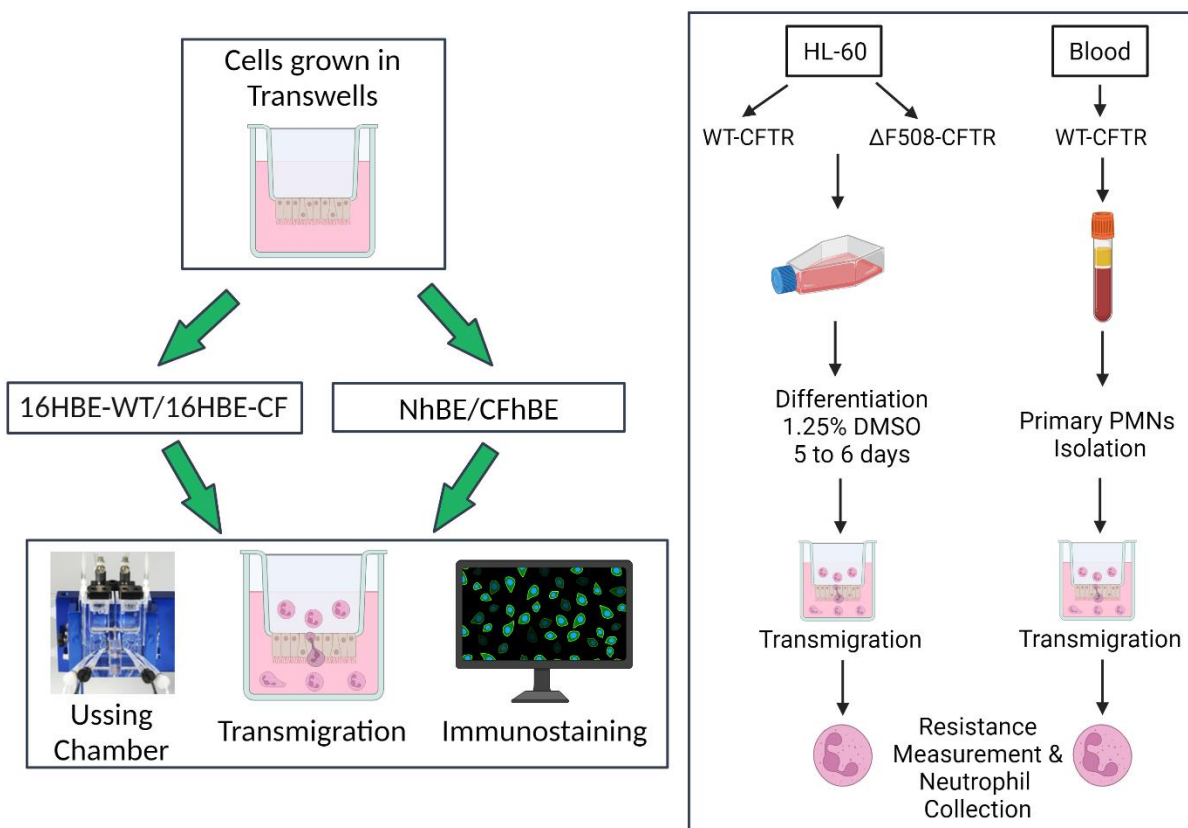 Cells grown in
Transwells
16HBE-WT/16HBE-CF
NhBE/CFhBE
Ussing
Chamber
Transmigration
Immunostaining
HL-60
Blood
WT-CFTR
ΔF508-CFTR
WT-CFTR
Differentiation
1.25% DMSO
5 to 6 days
Primary PMNs
Isolation
Transmigration
Transmigration
Resistance
Measurement &
Neutrophil
Collection